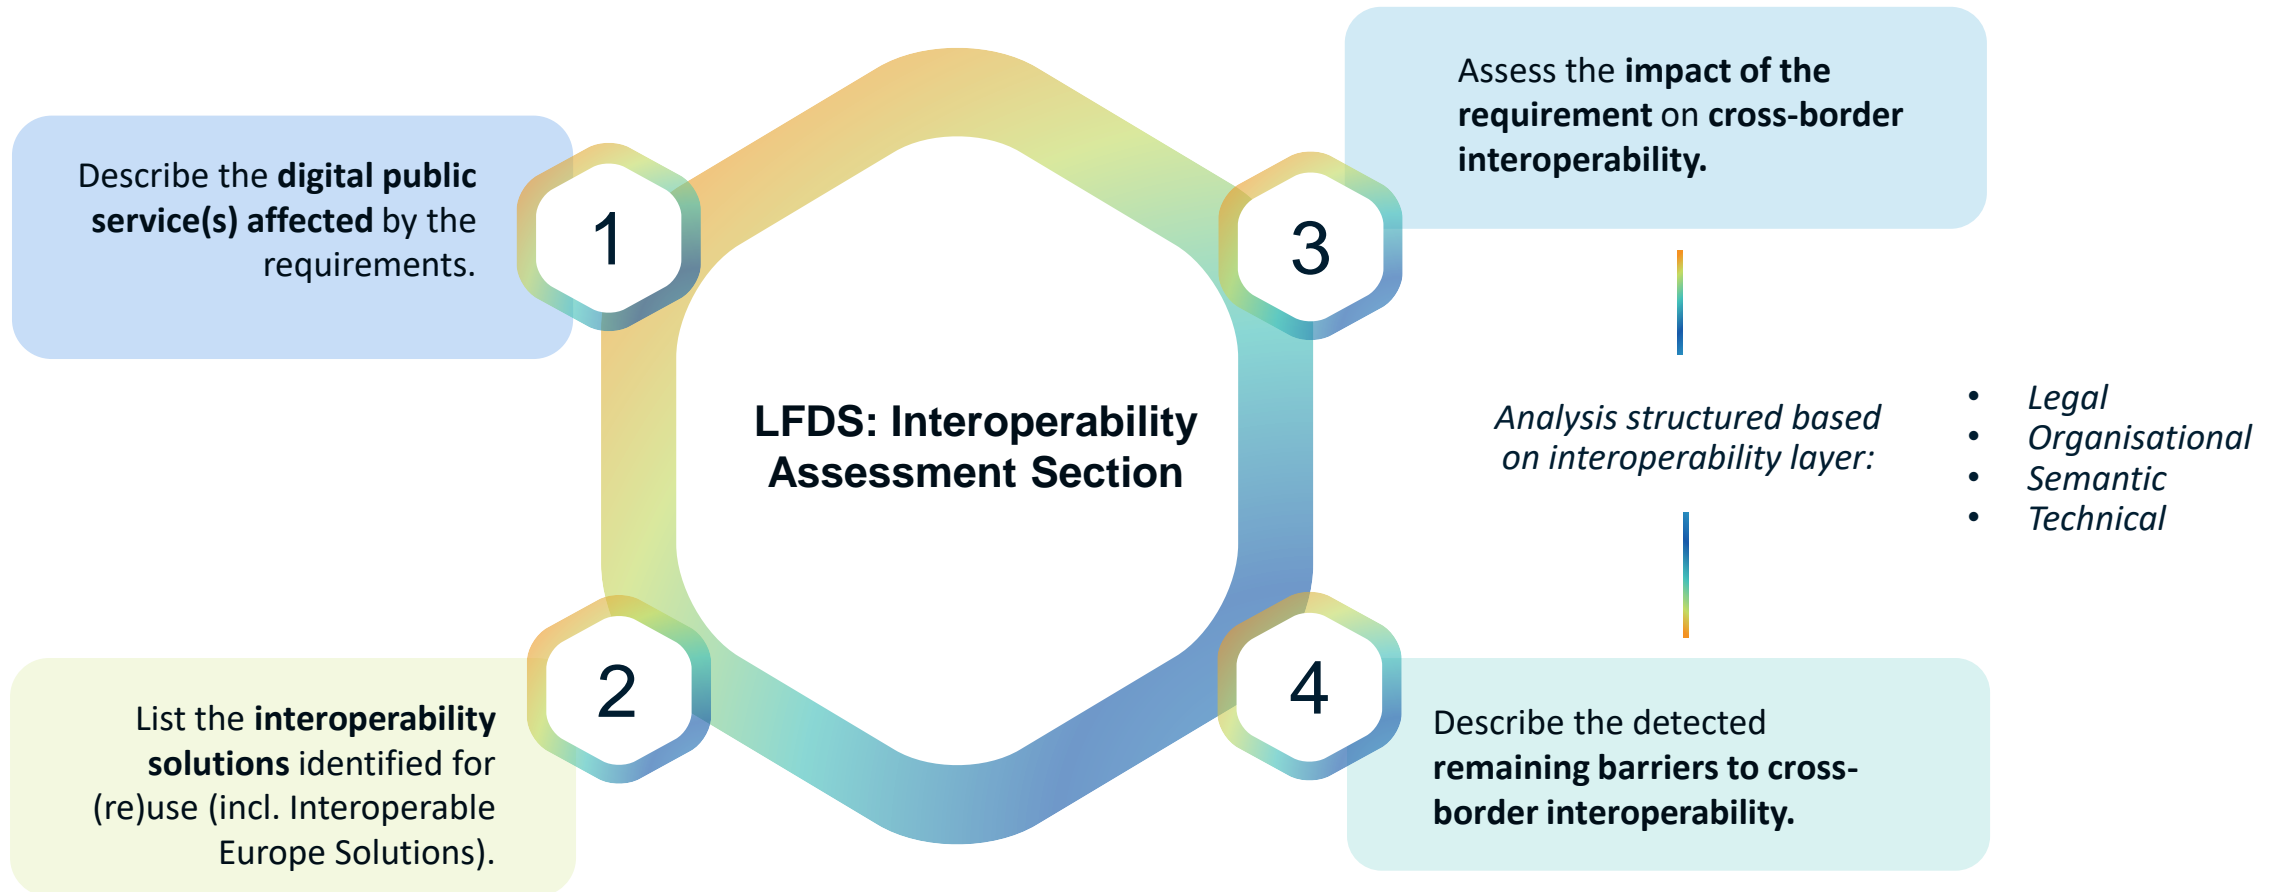 1
Describe the digital public
service(s) affected by the
requirements.
2
List the interoperability
solutions identified for
(re)use (incl. Interoperable
Europe Solutions).
LFDS: Interoperability
Assessment Section
3
Assess the impact of the
requirement on cross-border
interoperability.
Analysis structured based
on interoperability layer:
• Legal
• Organisational
• Semantic
• Technical
4
Describe the detected
remaining barriers to cross-
border interoperability.